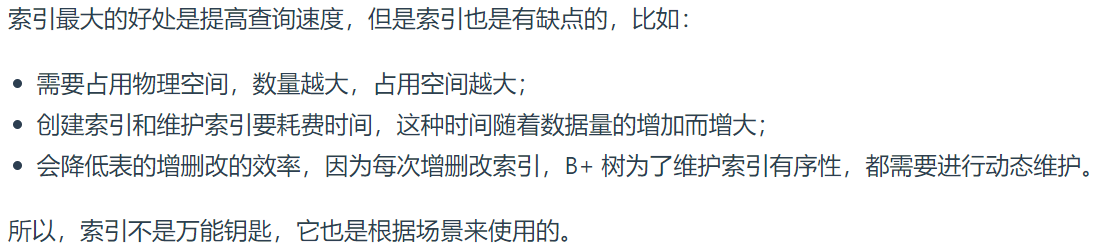 索引最大的好处是提高查询速度，但是索引也是有缺点的，比如：
• 需要占用物理空间，数量越大，占用空间越大；
• 创建索引和维护索引要耗费时间，这种时间随着数据量的增加而增大；
• 会降低表的增删改的效率，因为每次增删改索引，B+ 树为了维护索引有序性，都需要进行动态维护。
所以，索引不是万能钥匙，它也是根据场景来使用的。